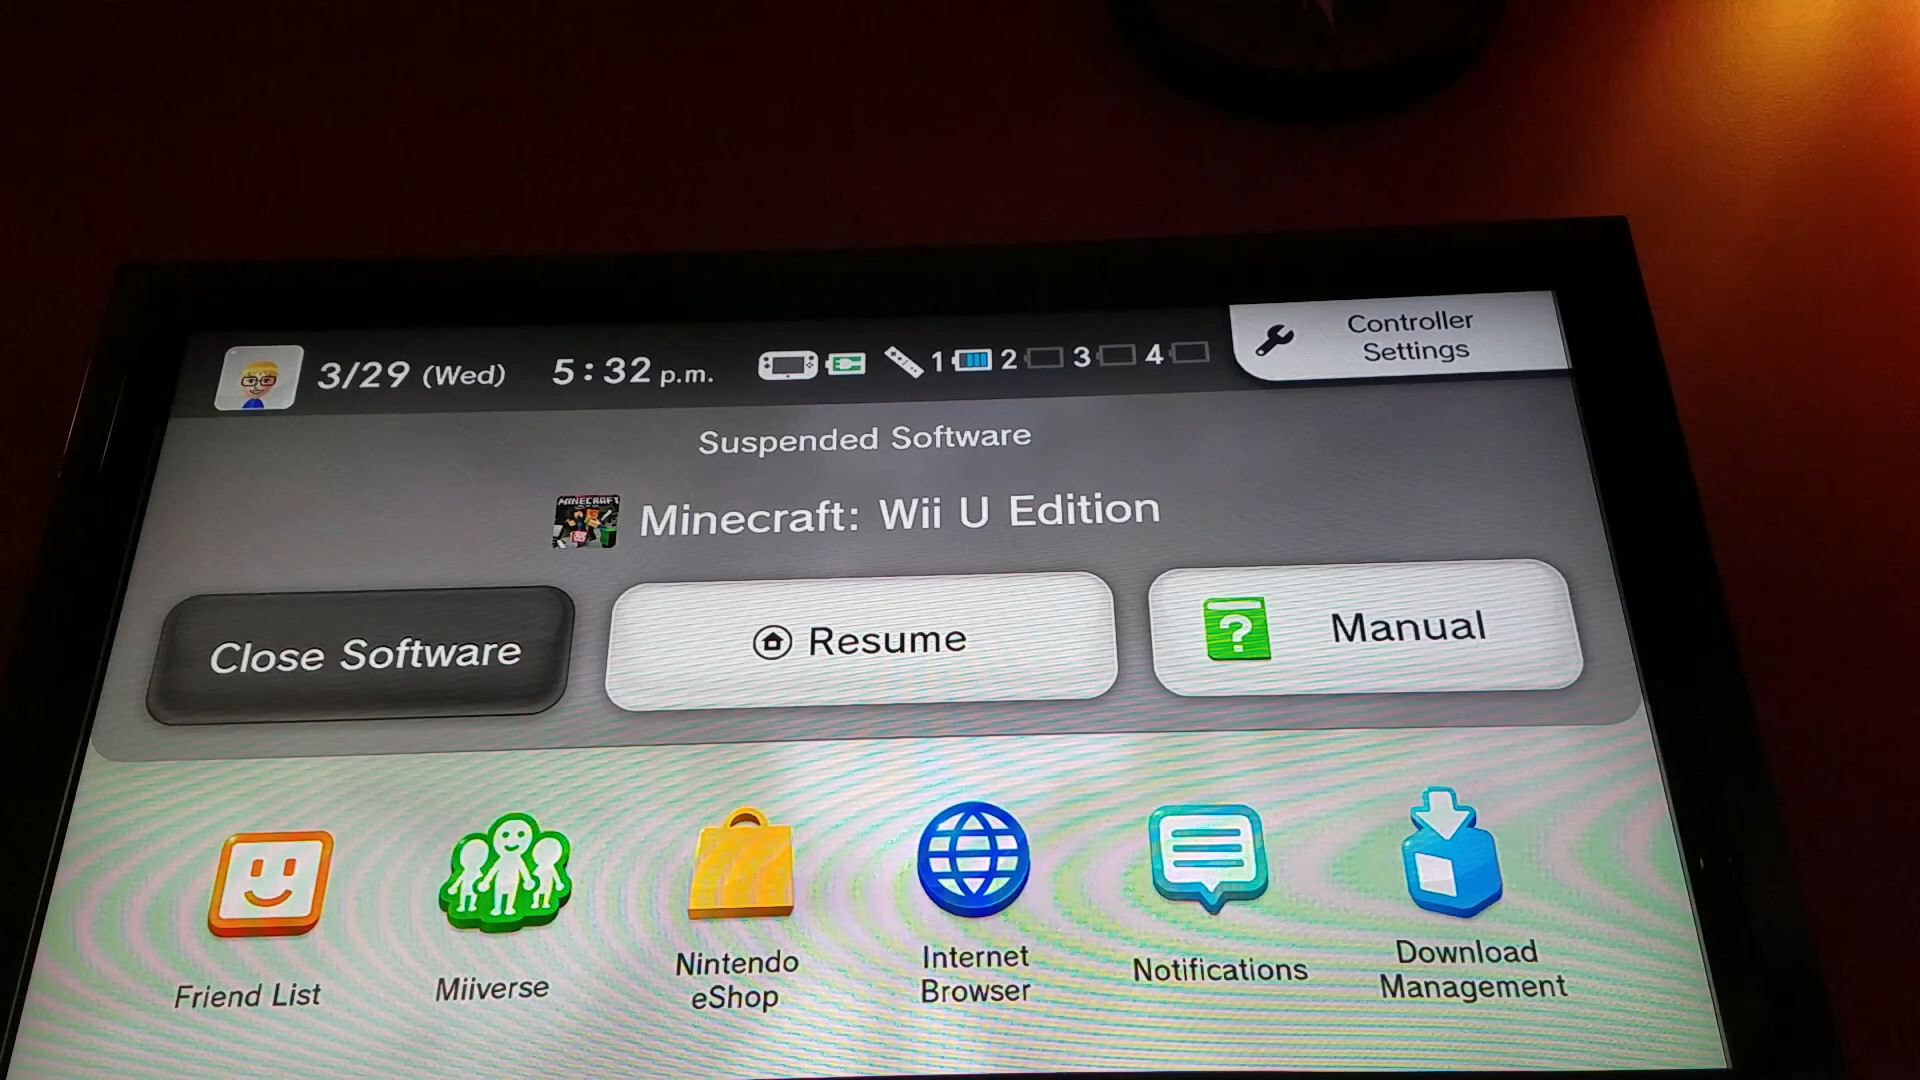 3/29 (Wed) 5:32 p.m. 1 2 3 4
Controller
Settings
Suspended Software
MINECRAFT
Minecraft: Wii U Edition
Close Software
Resume
? Manual
Friend List
Miiverse
Nintendo
eShop
Internet
Browser
Notifications
Download
Management